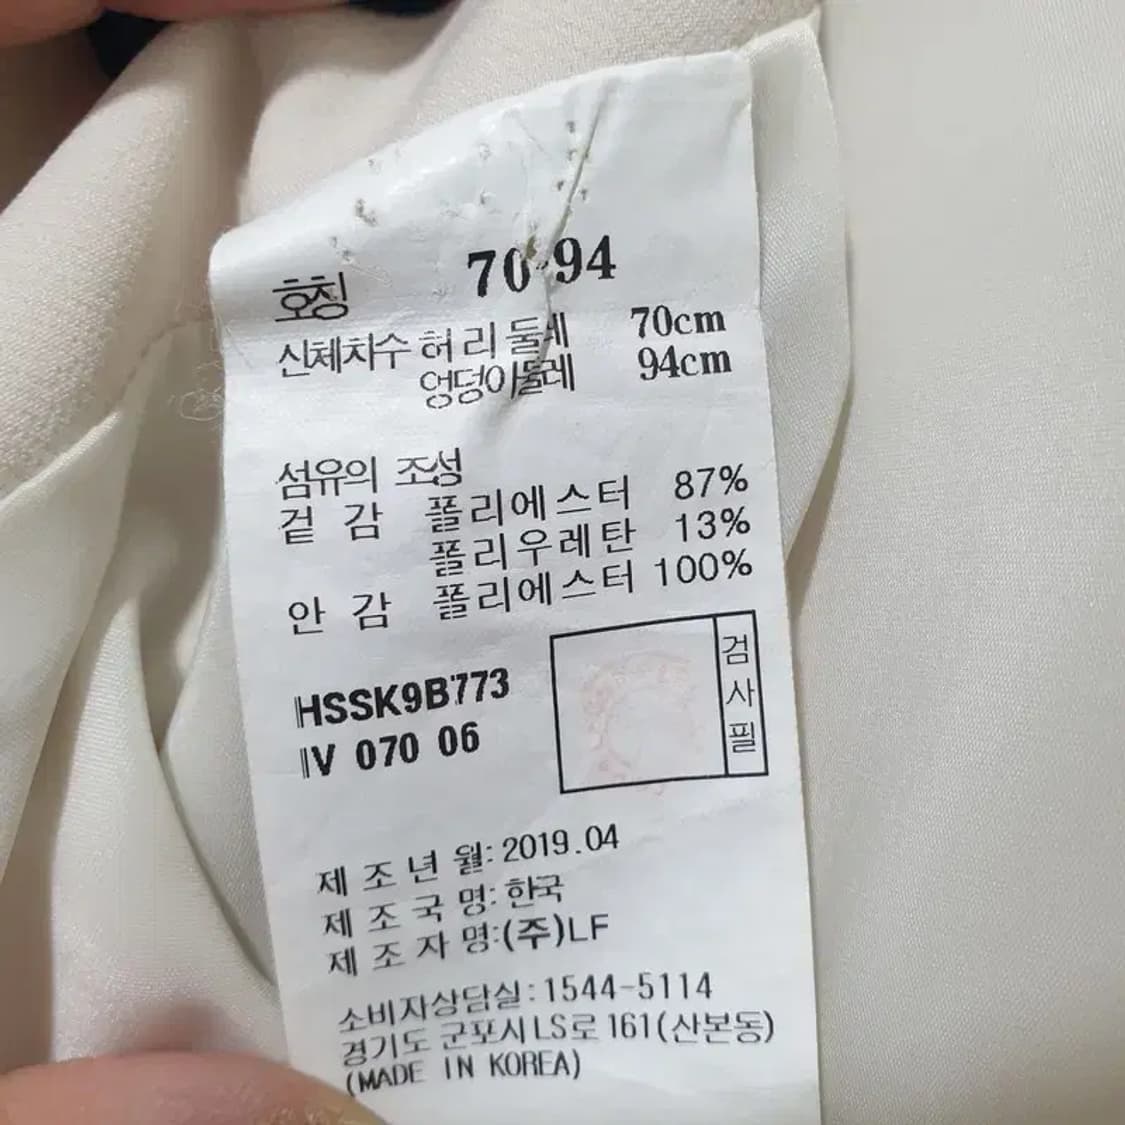 호칭 70-94
신체치수 허리둘레 70cm
엉덩이둘레 94cm
섬유의 조성
겉 감 폴리에스터 87%
폴리우레탄 13%
안 감 폴리에스터 100%
검사필
HSSK9B773
IV 070 06
제 조 년 월: 2019.04
제 조 국 명: 한국
제 조 자 명:(주)LF
소비자상담실:1544-5114
경기도 군포시 LS로 161(산본동)
(MADE IN KOREA)